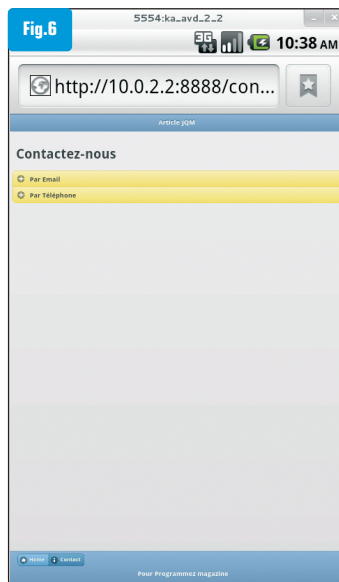 Fig.6
5554:ka_avd_2_2
3G
10:38 AM
http://10.0.2.2:8888/con...
Article JQM
Contactez-nous
Par Email
Par Téléphone
Home
Contact
Pour Programmez magazine